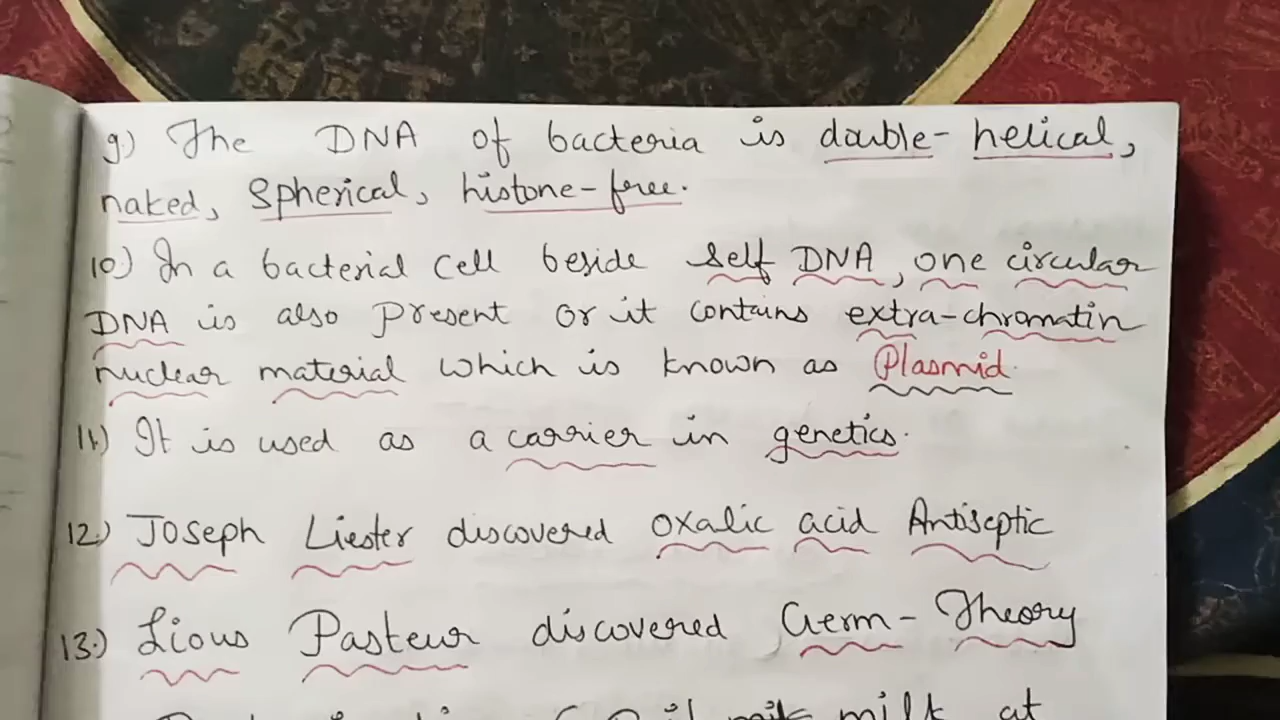 9.) The DNA of bacteria is double-helical,
naked, Spherical, histone-free.
10.) In a bacterial cell beside self DNA, one circular
DNA is also present or it contains extra-chromatin
nuclear material which is known as Plasmid.
11.) It is used as a carrier in genetics.
12.) Joseph Liester discovered oxalic acid Antiseptic
13.) Lious Pasteur discovered Germ-Theory
milk at